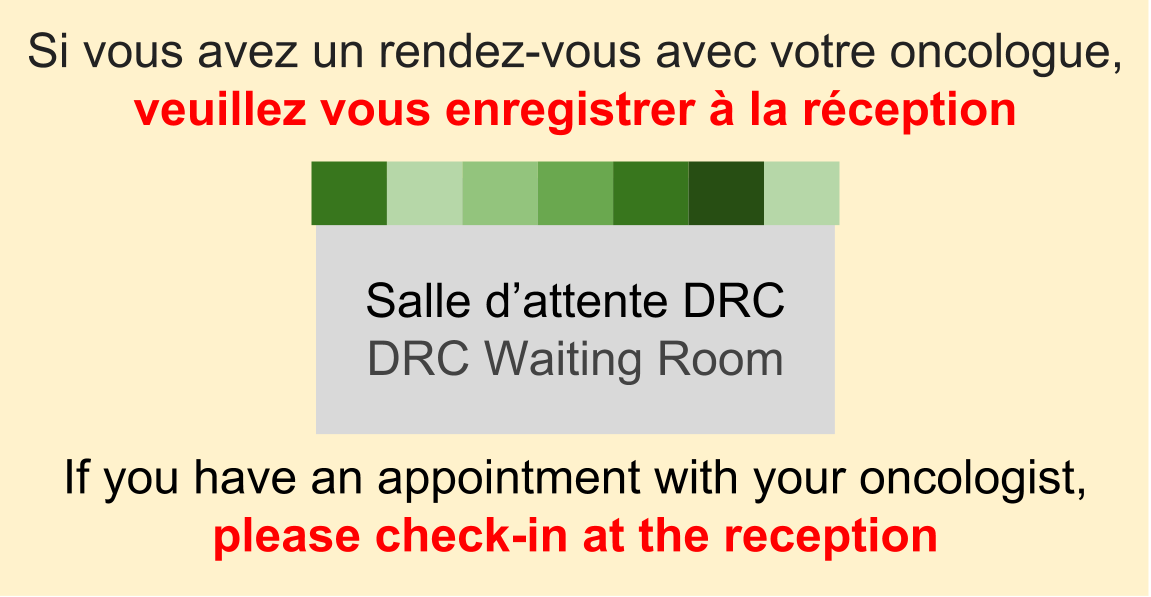 Si vous avez un rendez-vous avec votre oncologue,
veuillez vous enregistrer à la réception
Salle d’attente DRC
DRC Waiting Room
If you have an appointment with your oncologist,
please check-in at the reception